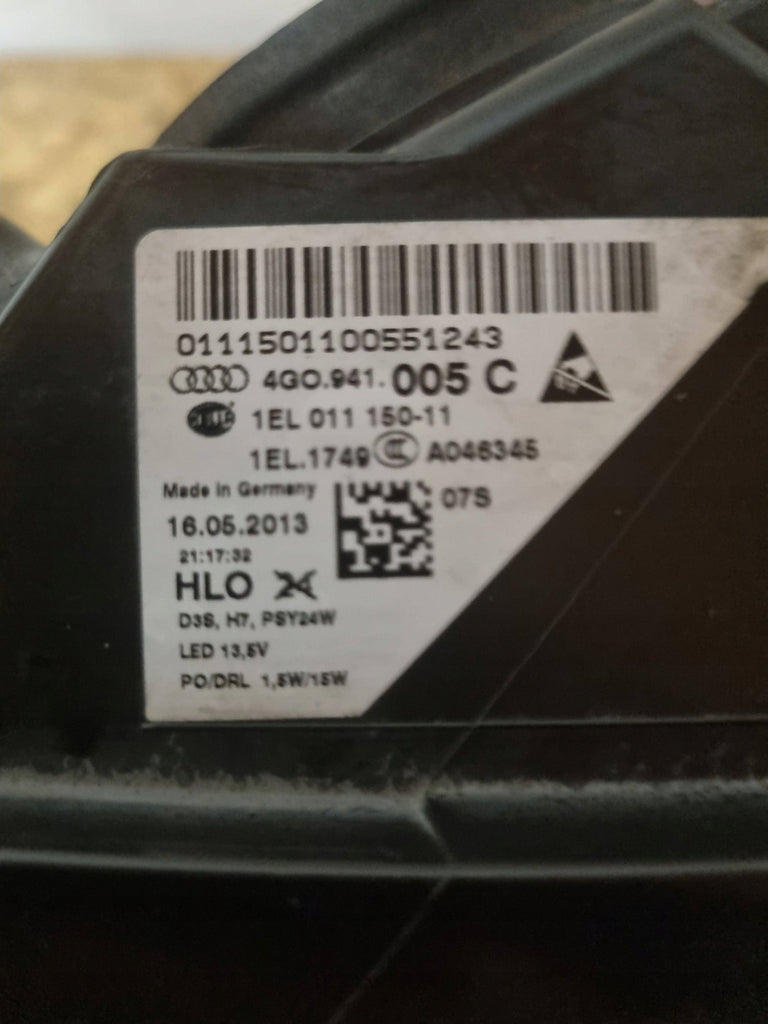 0111501100551243
4G0.941.005 C
1EL 011 150-11
1EL.1749 CCC A046345
Made in Germany
07S
16.05.2013
21:17:32
HLO
D3S, H7, PSY24W
LED 13,5V
PO/DRL 1,5W/15W